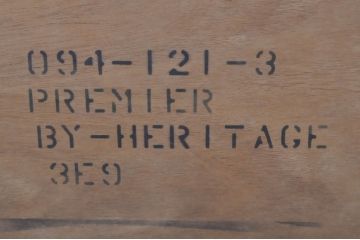 094-121-3
PREMIER
BY-HERITAGE
3E9